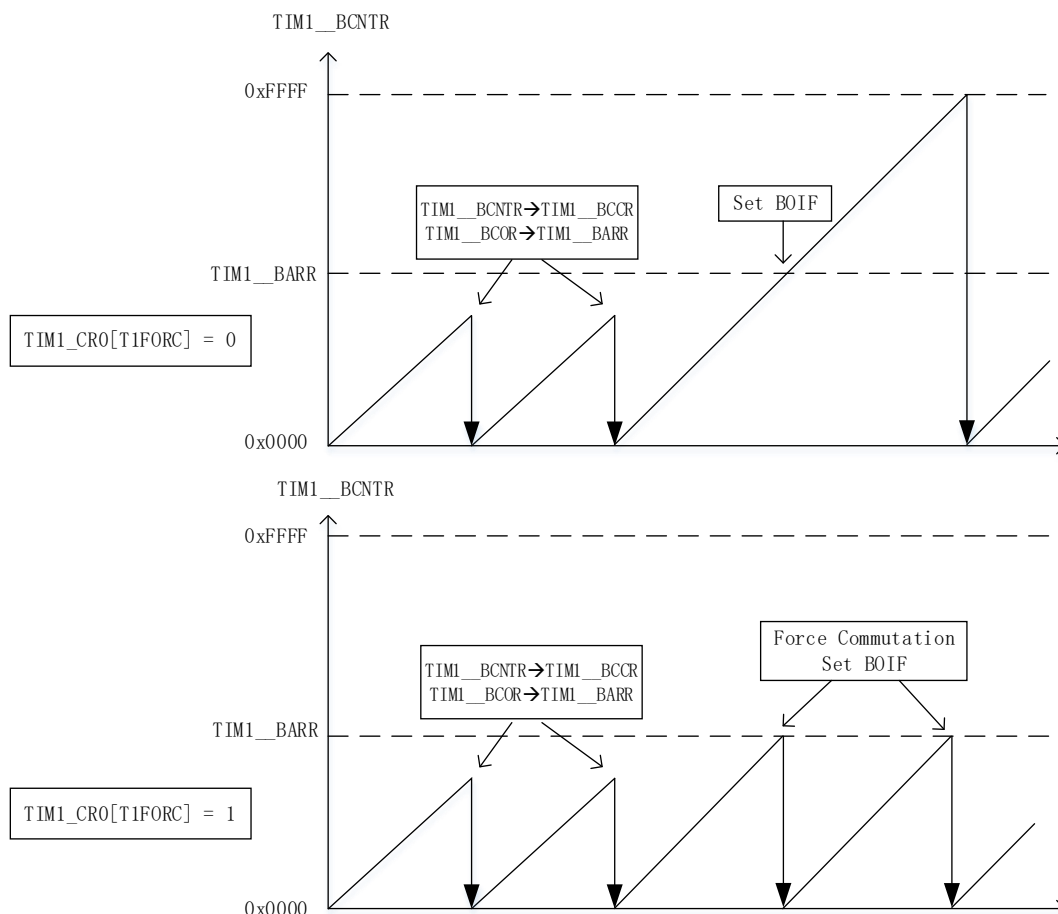 TIM1__BCNTR
0xFFFF
TIM1__BCNTR→TIM1__BCCR
TIM1__BCOR→TIM1__BARR
Set BOIF
TIM1__BARR
TIM1_CR0[T1FORC] = 0
0x0000
TIM1__BCNTR
0xFFFF
Force Commutation
Set BOIF
TIM1__BCNTR→TIM1__BCCR
TIM1__BCOR→TIM1__BARR
TIM1__BARR
TIM1_CR0[T1FORC] = 1
0x0000